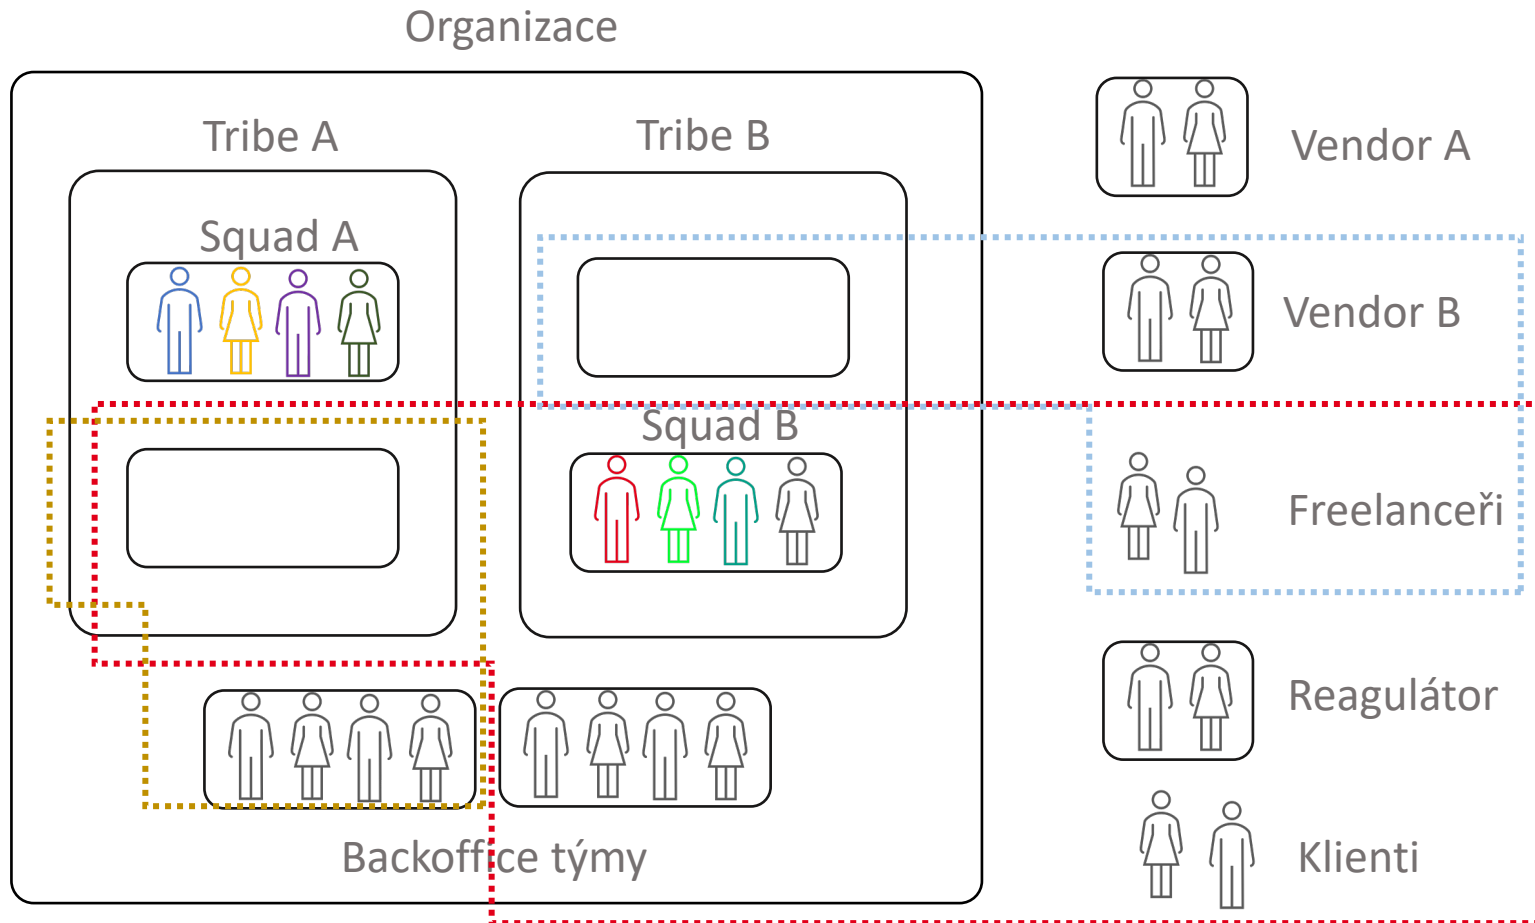 Organizace
Tribe A
Tribe B
Vendor A
Squad A
Vendor B
Squad B
Freelanceři
Reagulátor
Backoffice týmy
Klienti